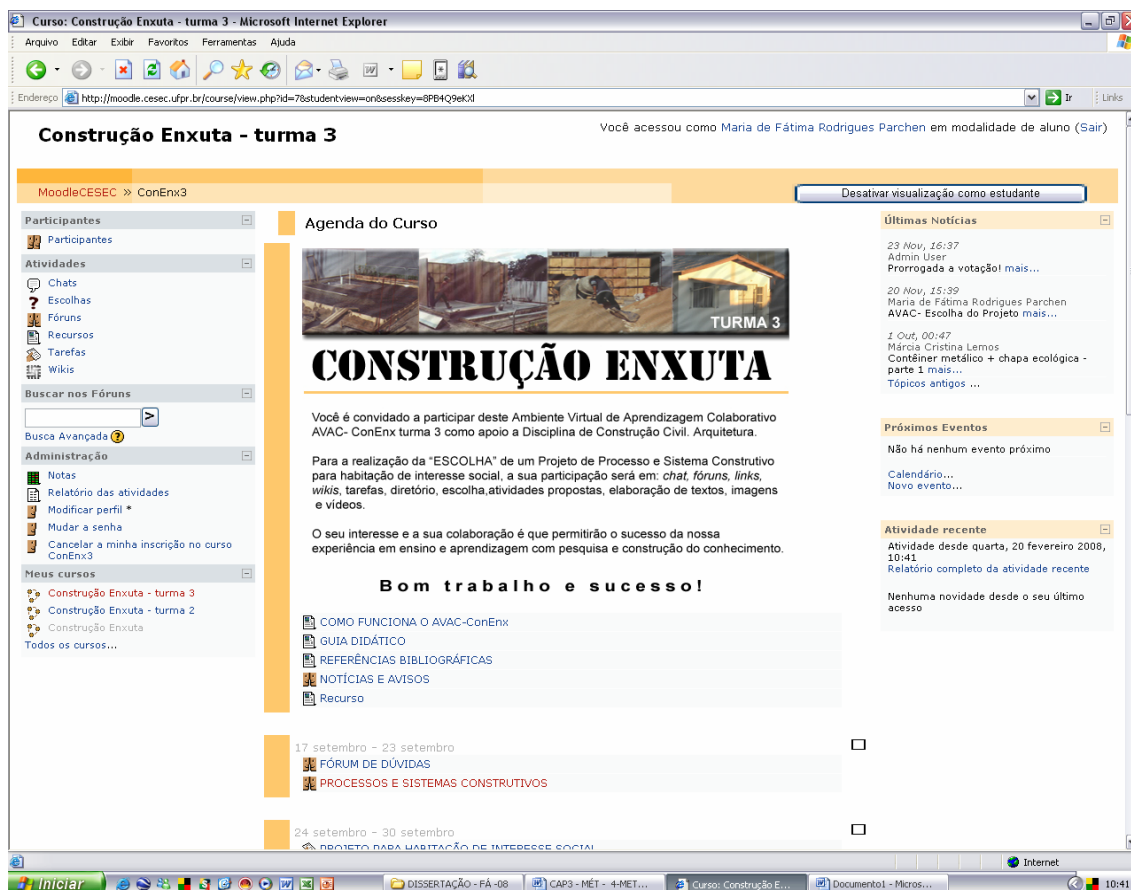 Curso: Construção Enxuta - turma 3 - Microsoft Internet Explorer
Arquivo Editar Exibir Favoritos Ferramentas Ajuda
Endereço http://moodle.cesec.ufpr.br/course/view.php?id=7&studentview=on&sesskey=8PB4Q9eKXl Ir Links
Construção Enxuta - turma 3
Você acessou como Maria de Fátima Rodrigues Parchen em modalidade de aluno (Sair)
MoodleCESEC » ConEnx3
Desativar visualização como estudante
Participantes
Participantes
Atividades
Chats
Escolhas
Fóruns
Recursos
Tarefas
Wikis
Buscar nos Fóruns
>
Busca Avançada ?
Administração
Notas
Relatório das atividades
Modificar perfil *
Mudar a senha
Cancelar a minha inscrição no curso
ConEnx3
Meus cursos
Construção Enxuta - turma 3
Construção Enxuta - turma 2
Construção Enxuta
Todos os cursos...
Agenda do Curso
TURMA 3
CONSTRUÇÃO ENXUTA
Você é convidado a participar deste Ambiente Virtual de Aprendizagem Colaborativo
AVAC- ConEnx turma 3 como apoio a Disciplina de Construção Civil. Arquitetura.
Para a realização da “ESCOLHA” de um Projeto de Processo e Sistema Construtivo
para habitação de interesse social, a sua participação será em: chat, fóruns, links,
wikis, tarefas, diretório, escolha,atividades propostas, elaboração de textos, imagens
e vídeos.
O seu interesse e a sua colaboração é que permitirão o sucesso da nossa
experiência em ensino e aprendizagem com pesquisa e construção do conhecimento.
Bom trabalho e sucesso!
COMO FUNCIONA O AVAC-ConEnx
GUIA DIDÁTICO
REFERÊNCIAS BIBLIOGRÁFICAS
NOTÍCIAS E AVISOS
Recurso
17 setembro - 23 setembro
FÓRUM DE DÚVIDAS
PROCESSOS E SISTEMAS CONSTRUTIVOS
24 setembro - 30 setembro
PROJETO PARA HABITAÇÃO DE INTERESSE SOCIAL
Últimas Notícias
23 Nov, 16:37
Admin User
Prorrogada a votação! mais...
20 Nov, 15:39
Maria de Fátima Rodrigues Parchen
AVAC- Escolha do Projeto mais...
1 Out, 00:47
Márcia Cristina Lemos
Contêiner metálico + chapa ecológica -
parte 1 mais...
Tópicos antigos ...
Próximos Eventos
Não há nenhum evento próximo
Calendário...
Novo evento...
Atividade recente
Atividade desde quarta, 20 fevereiro 2008,
10:41
Relatório completo da atividade recente
Nenhuma novidade desde o seu último
acesso
Internet
Iniciar
DISSERTAÇÃO - FÁ -08
CAP3 - MÉT - 4-MET...
Curso: Construção E...
Documento1 - Micros...
10:41